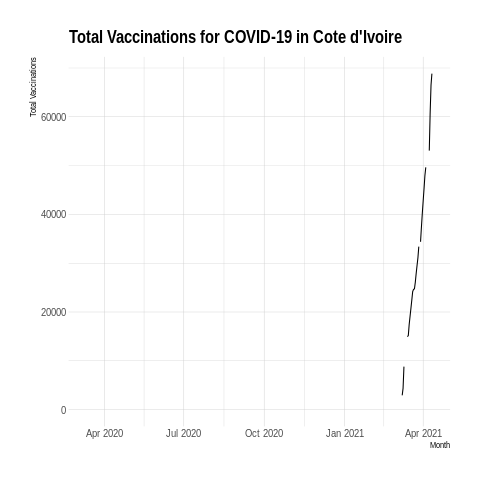 Total Vaccinations for COVID-19 in Cote d'Ivoire
Total Vaccinations
60000
40000
20000
0
Apr 2020 Jul 2020 Oct 2020 Jan 2021 Apr 2021
Month